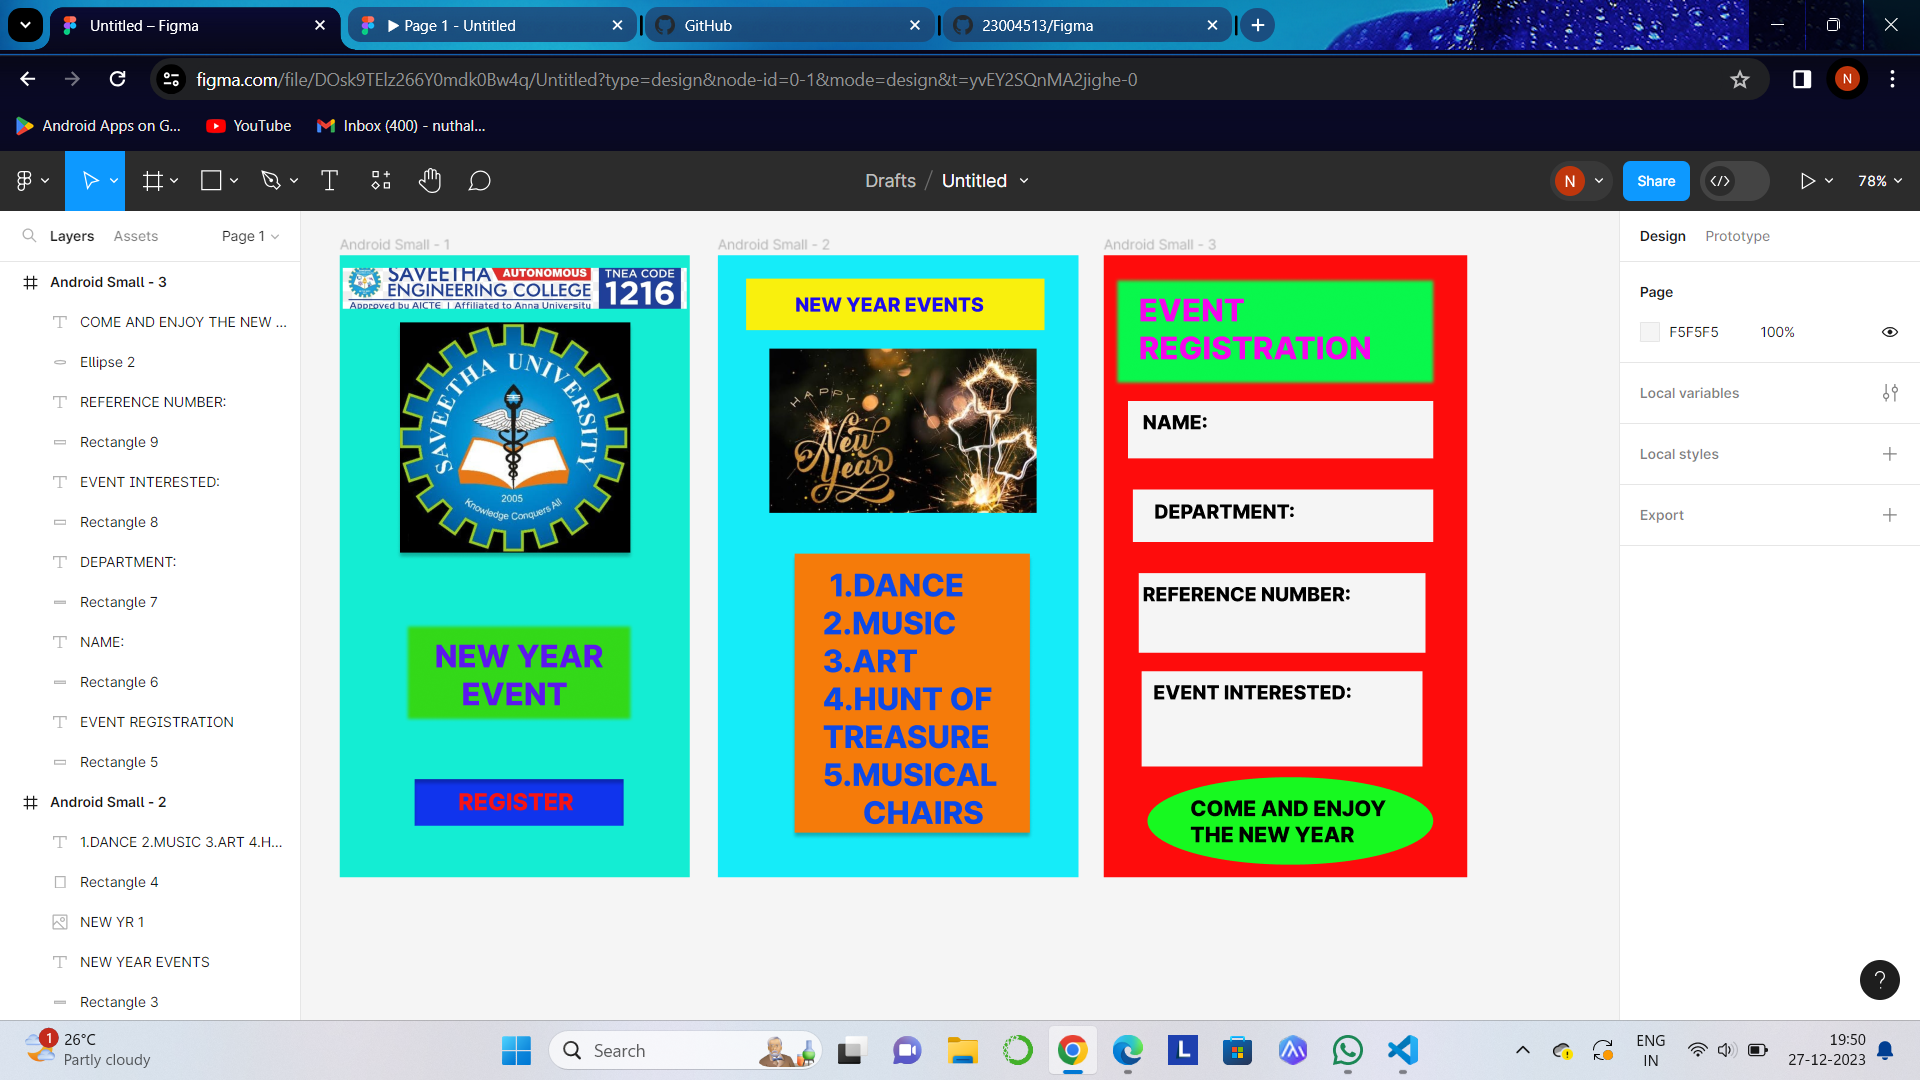 Untitled – Figma
Page 1 - Untitled
GitHub
23004513/Figma
figma.com/file/DOsk9TElz266Y0mdk0Bw4q/Untitled?type=design&node-id=0-1&mode=design&t=yvEY2SQnMA2jighe-0
N
Android Apps on G...
YouTube
Inbox (400) - nuthal...
Drafts / Untitled
N
Share
78%
Layers
Assets
Page 1
Design
Prototype
Android Small - 3
COME AND ENJOY THE NEW ...
Ellipse 2
REFERENCE NUMBER:
Rectangle 9
EVENT INTERESTED:
Rectangle 8
DEPARTMENT:
Rectangle 7
NAME:
Rectangle 6
EVENT REGISTRATION
Rectangle 5
Android Small - 2
1.DANCE 2.MUSIC 3.ART 4.H...
Rectangle 4
NEW YR 1
NEW YEAR EVENTS
Rectangle 3
Android Small - 1
SAVEETHA AUTONOMOUS
ENGINEERING COLLEGE
Approved by AICTE | Affiliated to Anna University
TNEA CODE
1216
SAVEETHA UNIVERSITY
2005
Knowledge Conquers All
NEW YEAR
EVENT
REGISTER
Android Small - 2
NEW YEAR EVENTS
HAPPY
New
Year
1.DANCE
2.MUSIC
3.ART
4.HUNT OF
TREASURE
5.MUSICAL
CHAIRS
Android Small - 3
EVENT
REGISTRATION
NAME:
DEPARTMENT:
REFERENCE NUMBER:
EVENT INTERESTED:
COME AND ENJOY
THE NEW YEAR
Page
F5F5F5
100%
Local variables
Local styles
Export
?
1
26°C
Partly cloudy
Search
L
ENG
IN
19:50
27-12-2023